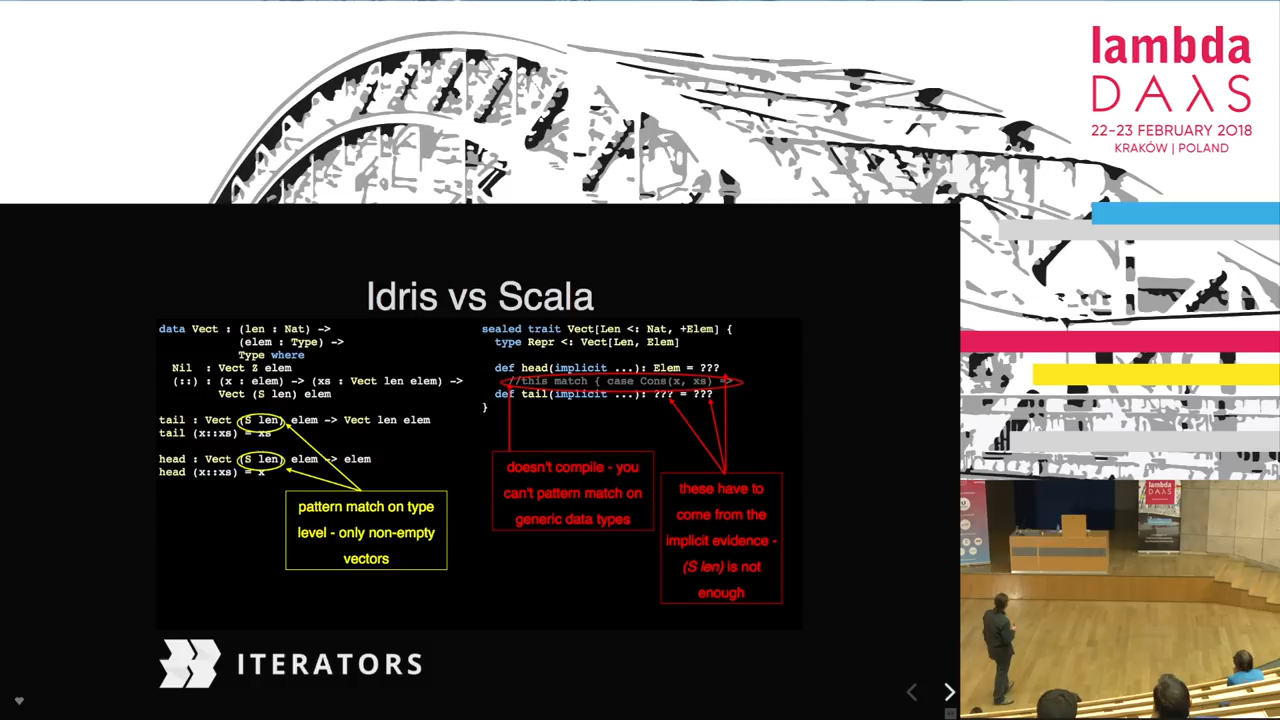 lambda
DAλS
22-23 FEBRUARY 2018
KRAKÓW | POLAND
Idris vs Scala
data Vect : (len : Nat) ->
(elem : Type) ->
Type where
Nil : Vect Z elem
(::) : (x : elem) -> (xs : Vect len elem) ->
Vect (S len) elem
tail : Vect (S len) elem -> Vect len elem
tail (x::xs) = xs
head : Vect (S len) elem -> elem
head (x::xs) = x
pattern match on type
level - only non-empty
vectors
sealed trait Vect[Len <: Nat, +Elem] {
type Repr <: Vect[Len, Elem]
def head(implicit ...): Elem = ???
//this match { case Cons(x, xs) =>
def tail(implicit ...): ??? = ???
}
doesn't compile - you
can't pattern match on
generic data types
these have to
come from the
implicit evidence -
(S len) is not
enough
ITERATORS
lambda
DAλS